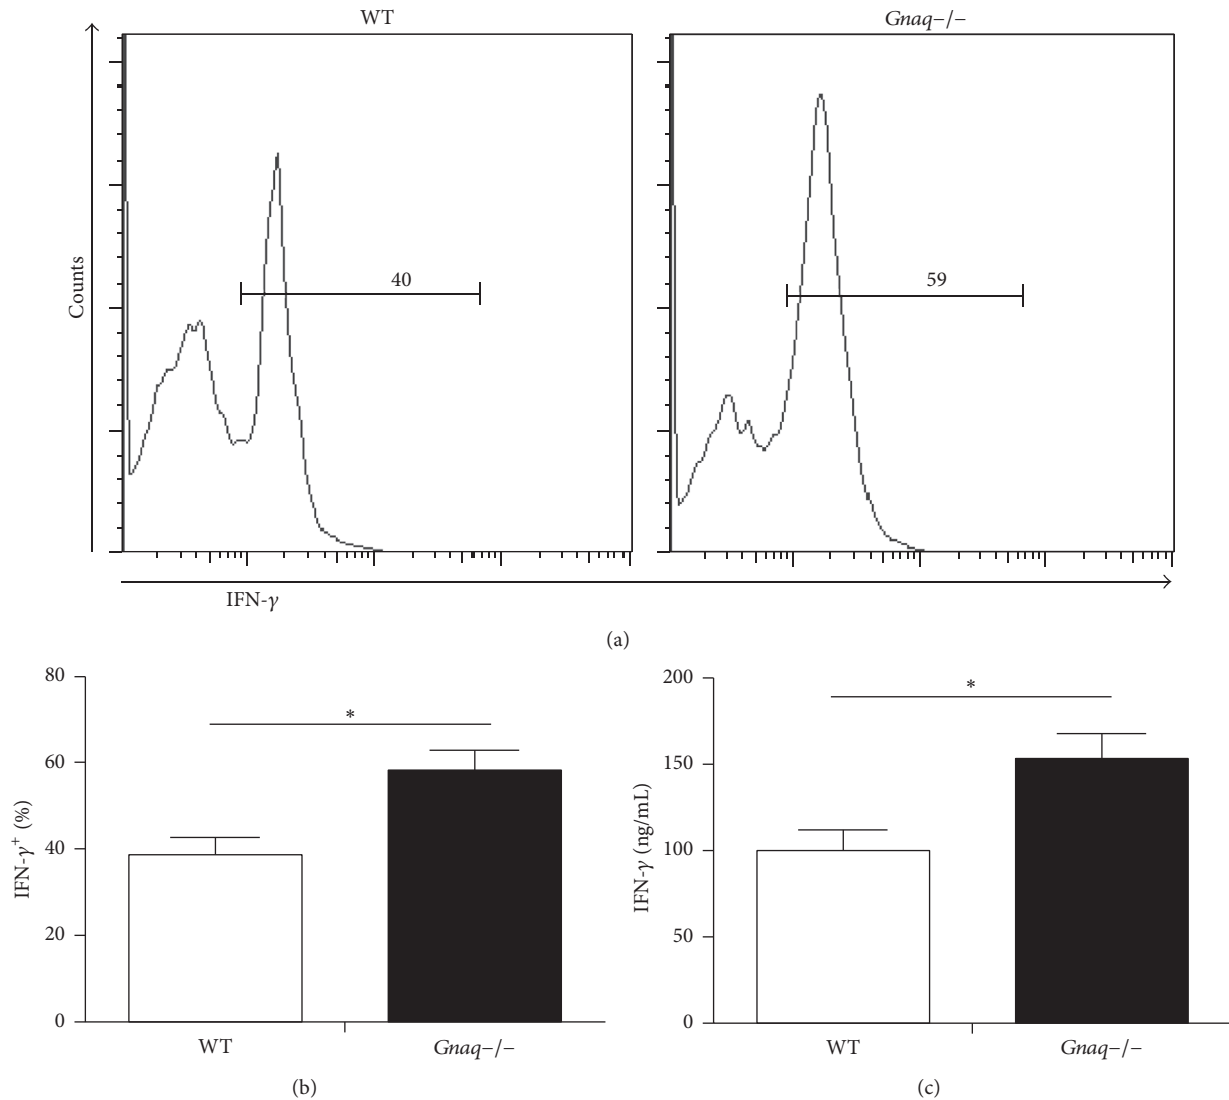 WT
Gnaq−/−
Counts
40
59
IFN-γ
(a)
80
60
40
20
0
IFN-γ⁺ (%)
*
WT
Gnaq−/−
(b)
200
150
100
50
0
IFN-γ (ng/mL)
*
WT
Gnaq−/−
(c)